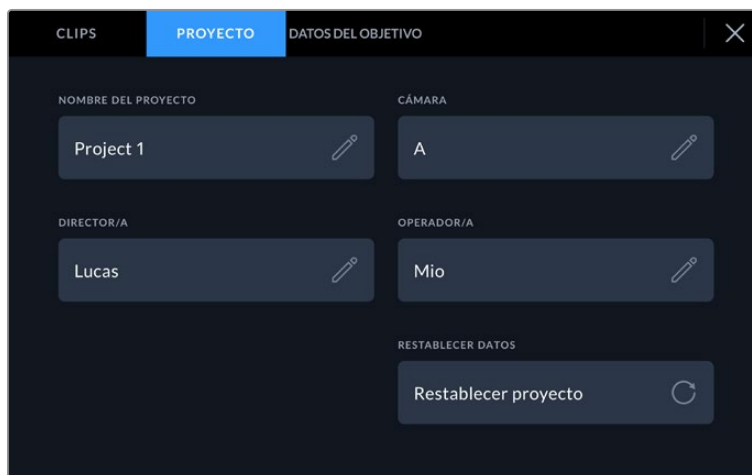 CLIPS PROYECTO DATOS DEL OBJETIVO
NOMBRE DEL PROYECTO CÁMARA
Project 1 A
DIRECTOR/A OPERADOR/A
Lucas Mio
RESTABLECER DATOS
Restablecer proyecto